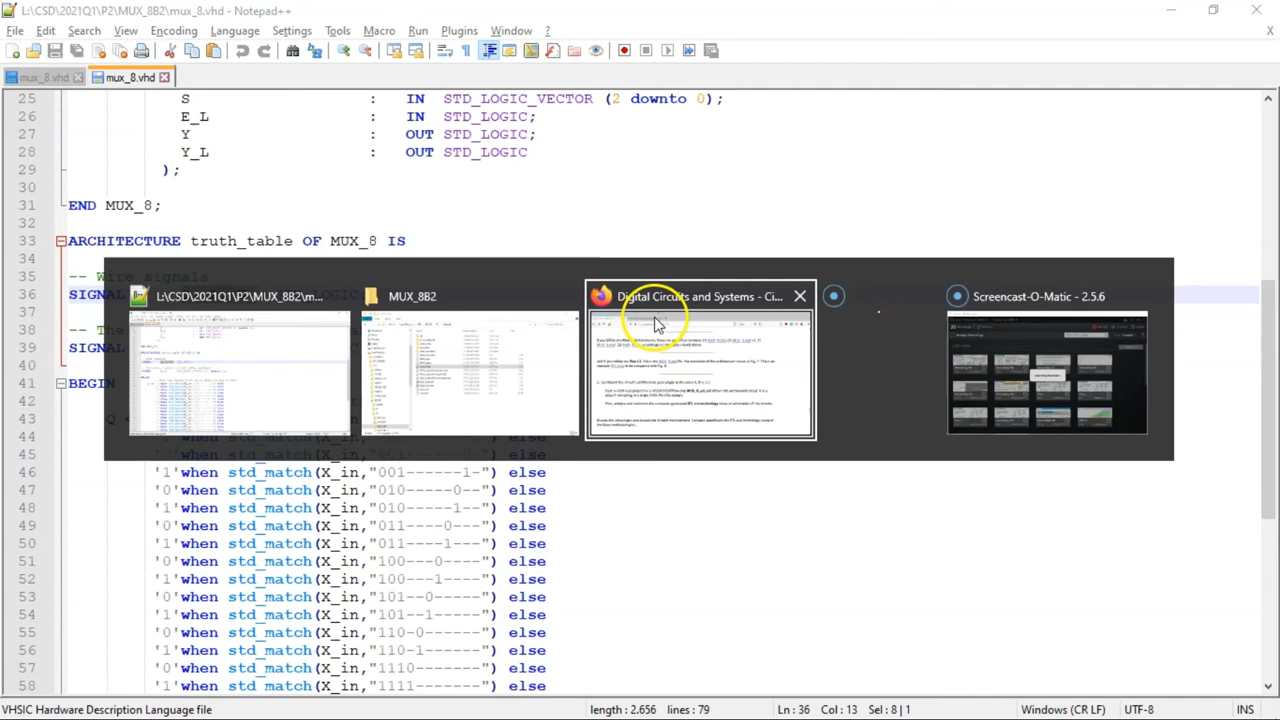 L:\CSD\2021Q1\P2\MUX_8B2\mux_8.vhd - Notepad++
File Edit Search View Encoding Language Settings Tools Macro Run Plugins Window ? X
mux_8.vhd mux_8.vhd
25 S : IN STD_LOGIC_VECTOR (2 downto 0);
26 E_L : IN STD_LOGIC;
27 Y : OUT STD_LOGIC;
28 Y_L : OUT STD_LOGIC
29 );
30
31 END MUX_8;
32
33 ARCHITECTURE truth_table OF MUX_8 IS
34
35 -- Wire signals
36 SIGNAL
L:\CSD\2021Q1\P2\MUX_8B2\m... MUX_8B2 Digital Circuits and Systems - Ci... Screencast-O-Matic - 2.5.6
SIGNAL
41 BEGIN
44
45
46 '1'when std_match(X_in,"001------1-") else
47 '0'when std_match(X_in,"010-----0--") else
48 '1'when std_match(X_in,"010-----1--") else
49 '0'when std_match(X_in,"011----0---") else
50 '1'when std_match(X_in,"011----1---") else
51 '0'when std_match(X_in,"100---0----") else
52 '1'when std_match(X_in,"100---1----") else
53 '0'when std_match(X_in,"101--0-----") else
54 '1'when std_match(X_in,"101--1-----") else
55 '0'when std_match(X_in,"110-0------") else
56 '1'when std_match(X_in,"110-1------") else
57 '0'when std_match(X_in,"1110-------") else
58 '1'when std_match(X_in,"1111-------") else
VHSIC Hardware Description Language file length : 2.656 lines : 79 Ln : 36 Col : 13 Sel : 8 | 1 Windows (CR LF) UTF-8 INS